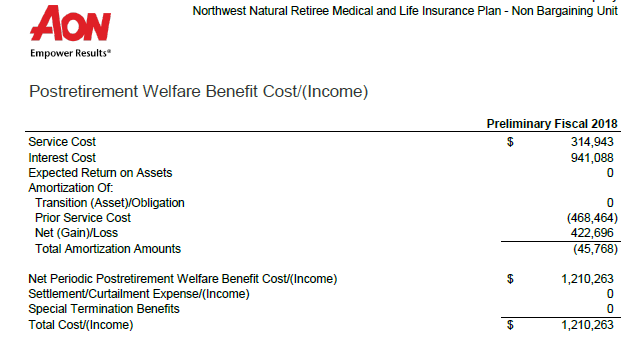 Northwest Natural Retiree Medical and Life Insurance Plan - Non Bargaining Unit
AON
Empower Results®
Postretirement Welfare Benefit Cost/(Income)
Preliminary Fiscal 2018
Service Cost $ 314,943
Interest Cost 941,088
Expected Return on Assets 0
Amortization Of:
Transition (Asset)/Obligation 0
Prior Service Cost (468,464)
Net (Gain)/Loss 422,696
Total Amortization Amounts (45,768)
Net Periodic Postretirement Welfare Benefit Cost/(Income) $ 1,210,263
Settlement/Curtailment Expense/(Income) 0
Special Termination Benefits 0
Total Cost/(Income) $ 1,210,263